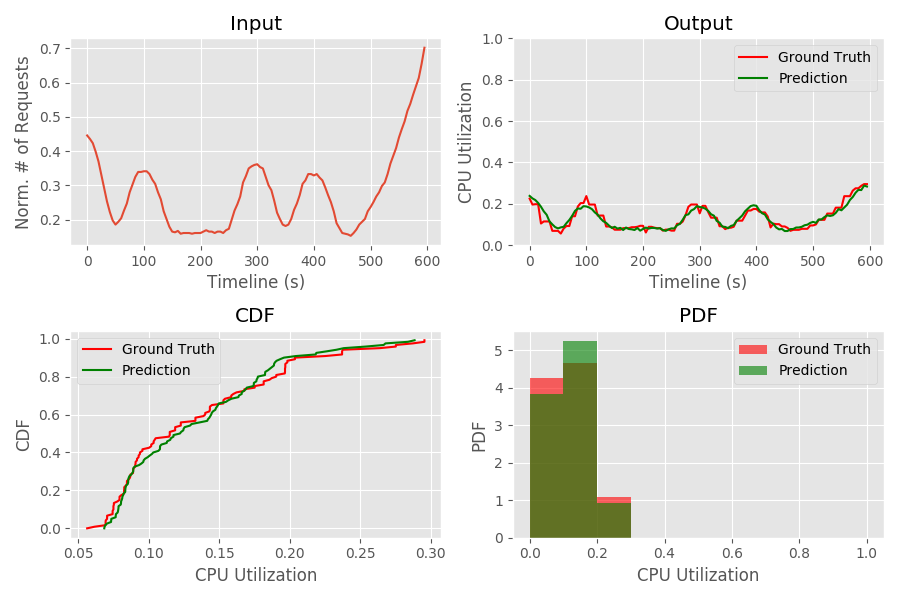 Input
Norm. # of Requests
0.7
0.6
0.5
0.4
0.3
0.2
0 100 200 300 400 500 600
Timeline (s)
Output
CPU Utilization
1.0
0.8
0.6
0.4
0.2
0.0
Ground Truth
Prediction
0 100 200 300 400 500 600
Timeline (s)
CDF
CDF
1.0
0.8
0.6
0.4
0.2
0.0
Ground Truth
Prediction
0.05 0.10 0.15 0.20 0.25 0.30
CPU Utilization
PDF
PDF
5
4
3
2
1
0
Ground Truth
Prediction
0.0 0.2 0.4 0.6 0.8 1.0
CPU Utilization